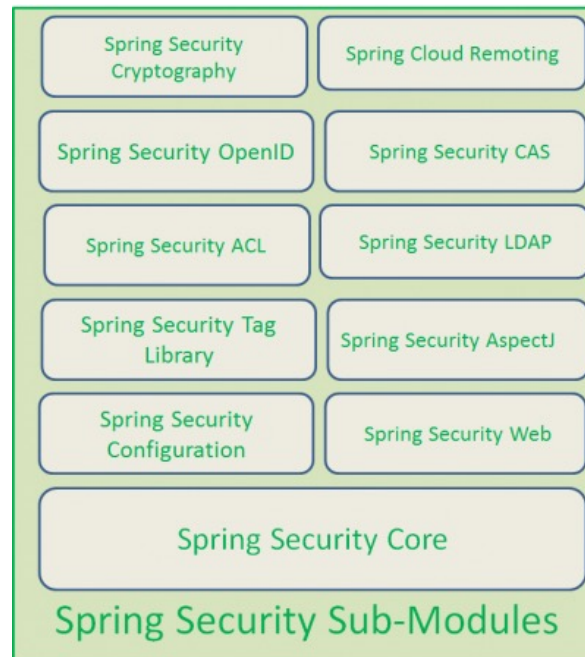 Spring Security
Cryptography
Spring Cloud Remoting
Spring Security OpenID
Spring Security CAS
Spring Security ACL
Spring Security LDAP
Spring Security Tag
Library
Spring Security AspectJ
Spring Security
Configuration
Spring Security Web
Spring Security Core
Spring Security Sub-Modules